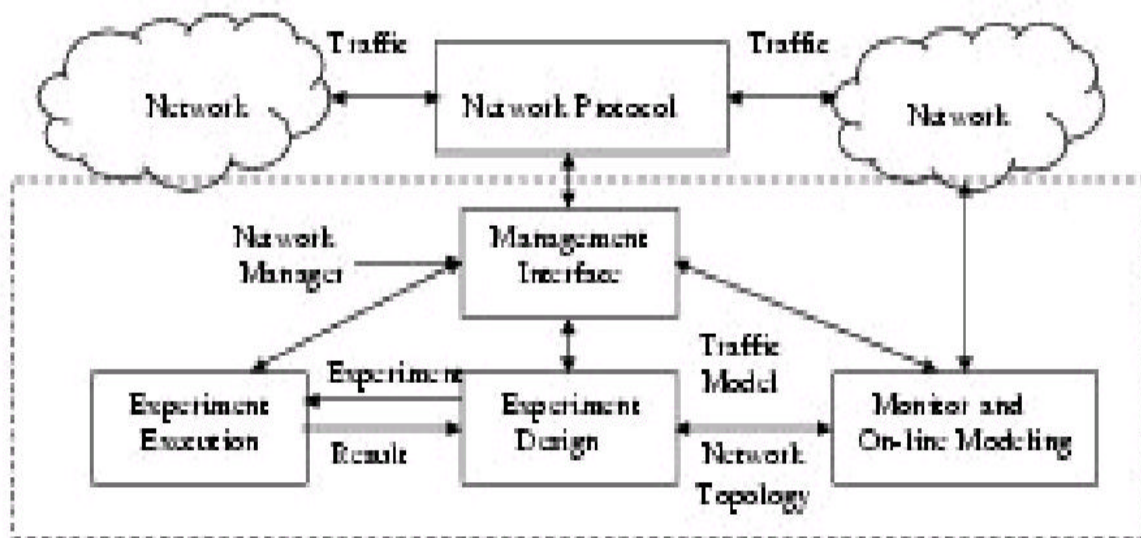 Traffic
Traffic
Network
Network Protocol
Network
Network
Manager
Management
Interface
Traffic
Model
Experiment
Experiment
Execution
Experiment
Design
Monitor and
On-line Modeling
Result
Network
Topology